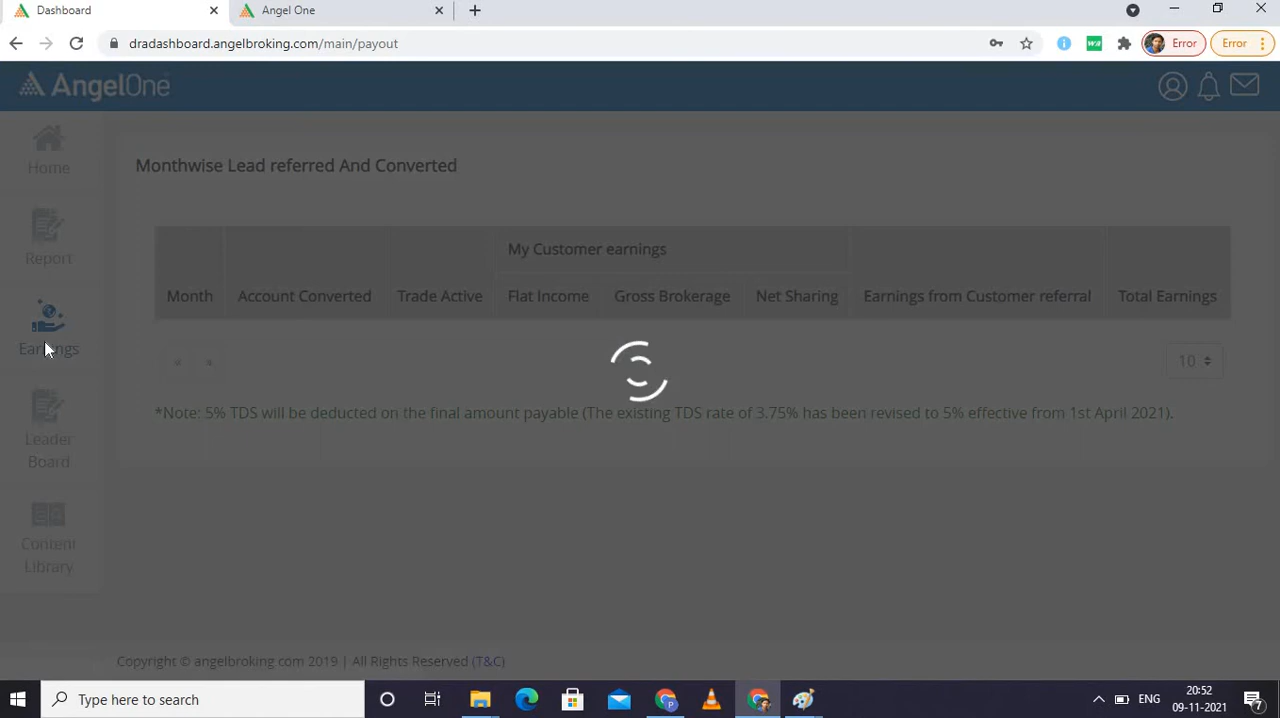 Dashboard
Angel One
dradashboard.angelbroking.com/main/payout
Error
Error
AngelOne
Home
Report
Earnings
Leader
Board
Content
Library
Monthwise Lead referred And Converted
My Customer earnings
Month Account Converted Trade Active Flat Income Gross Brokerage Net Sharing Earnings from Customer referral Total Earnings
10
*Note: 5% TDS will be deducted on the final amount payable (The existing TDS rate of 3.75% has been revised to 5% effective from 1st April 2021).
Copyright © angelbroking com 2019 | All Rights Reserved (T&C)
Type here to search
ENG
20:52
09-11-2021
7